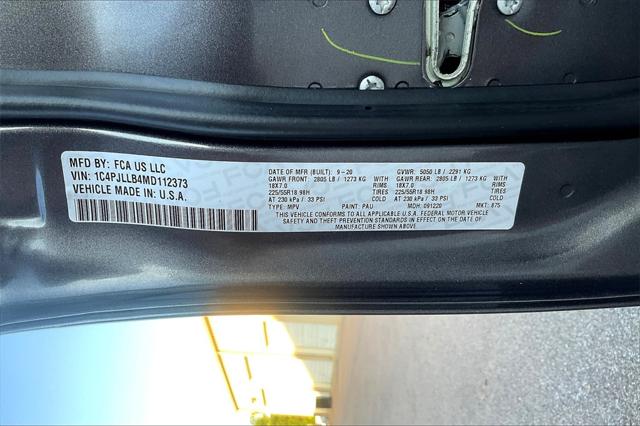 MFD BY: FCA US LLC
VIN: 1C4PJLLB4MD112373
VEHICLE MADE IN: U.S.A.
DATE OF MFR (BUILT): 9-20 GVWR: 5050 LB / 2291 KG
GAWR FRONT: 2805 LB / 1273 KG GAWR REAR: 2805 LB / 1273 KG
18X7.0 RIMS 18X7.0 RIMS
225/55R18 98H TIRES 225/55R18 98H TIRES
AT 230 kPa / 33 PSI COLD AT 230 kPa / 33 PSI COLD
TYPE: MPV PAINT: PAU MDH: 091220 MKT: 875
THIS VEHICLE CONFORMS TO ALL APPLICABLE U.S.A. FEDERAL MOTOR VEHICLE
SAFETY AND THEFT PREVENTION STANDARDS IN EFFECT ON THE DATE OF
MANUFACTURE SHOWN ABOVE.